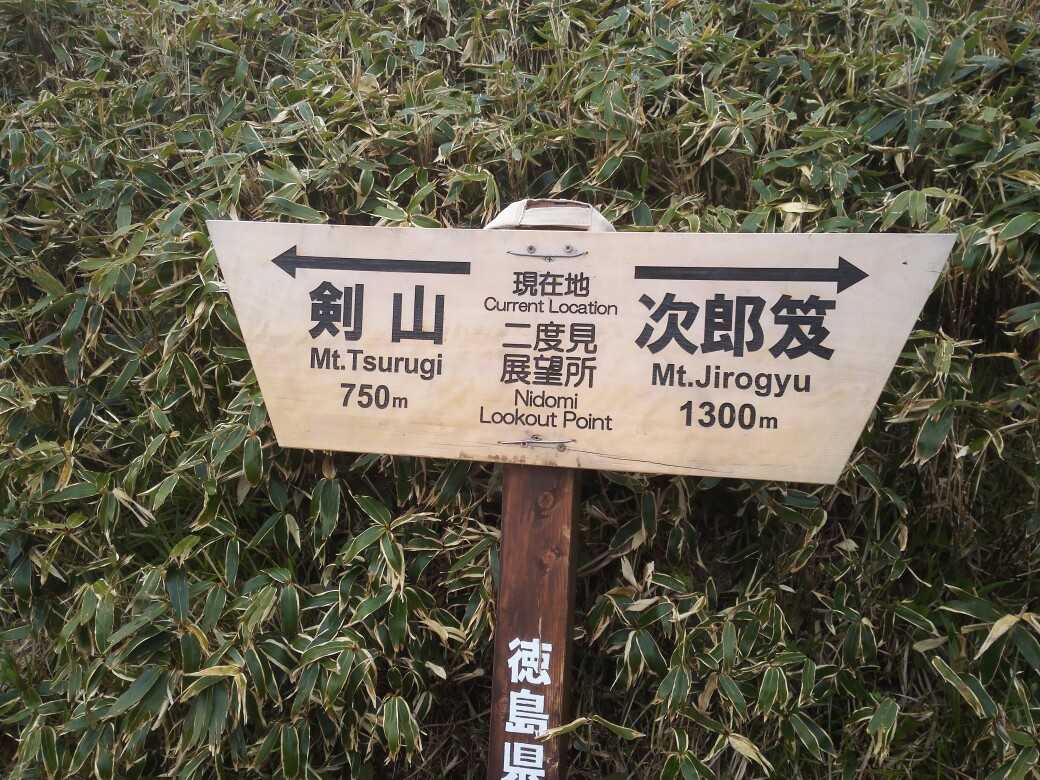 剣山
Mt.Tsurugi
750m
現在地
Current Location
二度見
展望所
Nidomi
Lookout Point
次郎笈
Mt.Jirogyu
1300m
徳島県